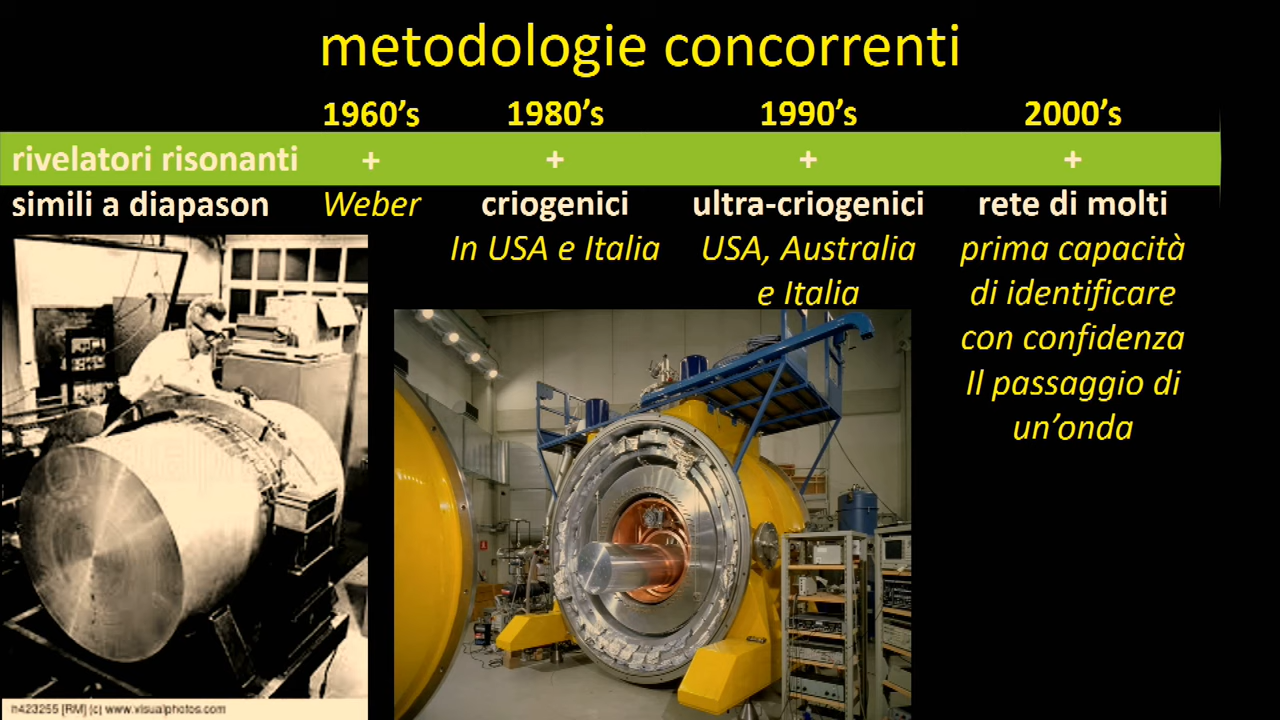 metodologie concorrenti
1960's 1980's 1990's 2000's
rivelatori risonanti + + + +
simili a diapason Weber criogenici ultra-criogenici rete di molti
In USA e Italia USA, Australia prima capacità
e Italia di identificare
con confidenza
Il passaggio di
un'onda
h423255 [RM] (c) www.visualphotos.com